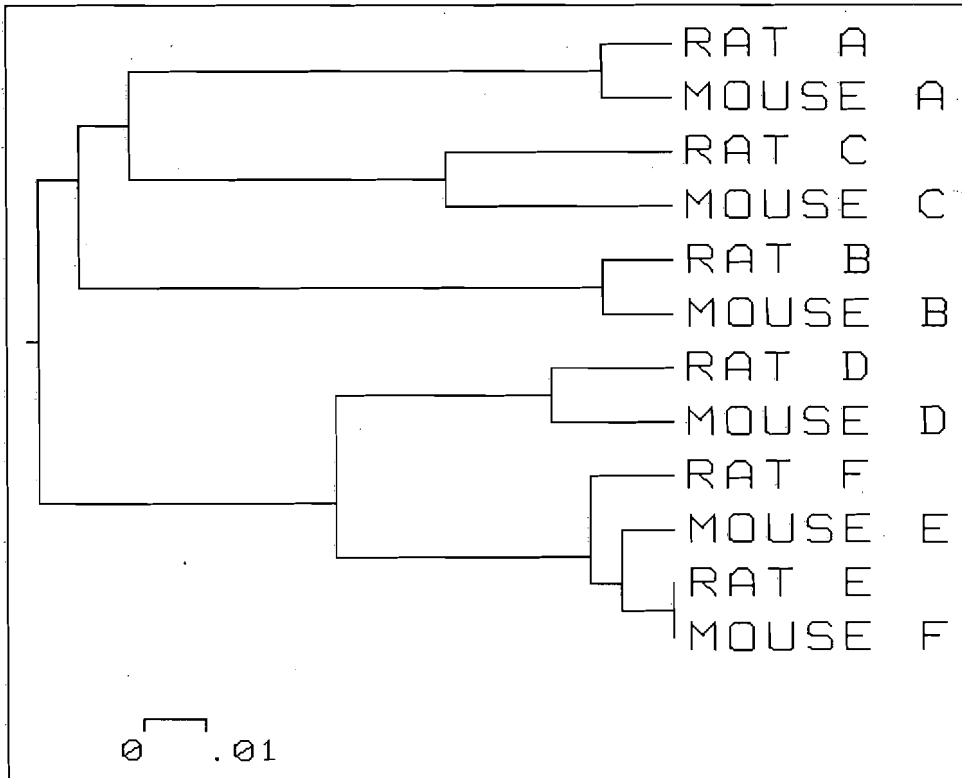 RAT A
MOUSE A
RAT C
MOUSE C
RAT B
MOUSE B
RAT D
MOUSE D
RAT F
MOUSE E
RAT E
MOUSE F
0 .01